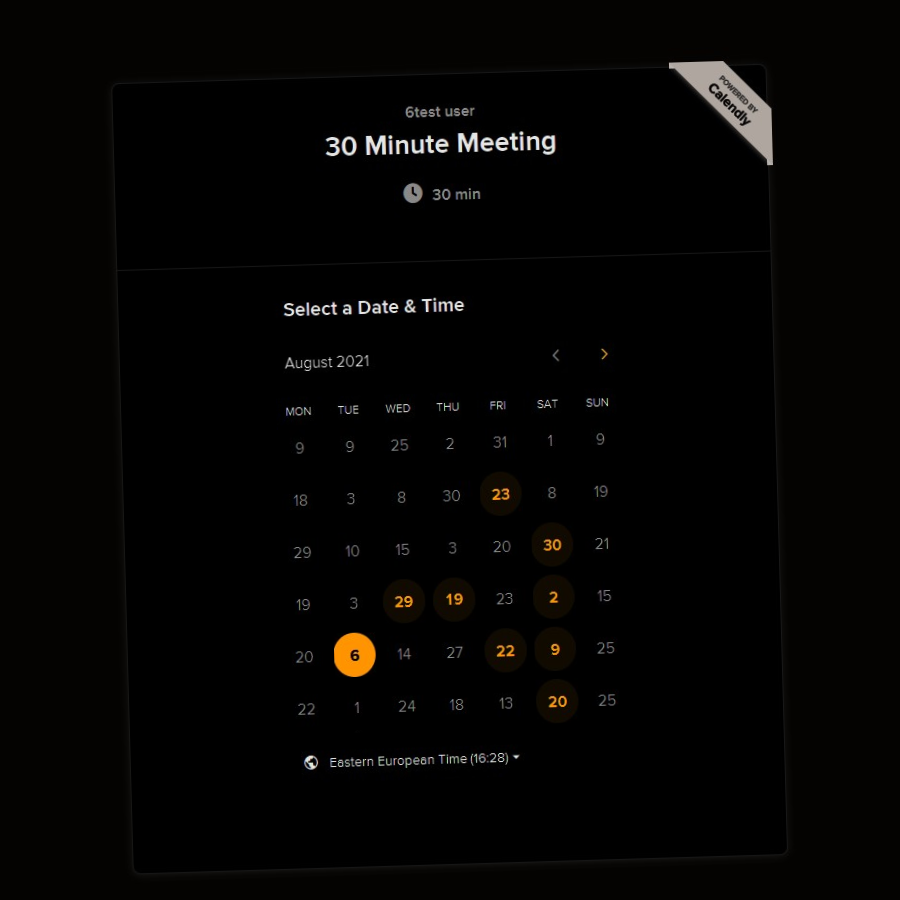 POWERED BY
Calendly
6test user
30 Minute Meeting
30 min
Select a Date & Time
August 2021
MON TUE WED THU FRI SAT SUN
9 9 25 2 31 1 9
18 3 8 30 23 8 19
29 10 15 3 20 30 21
19 3 29 19 23 2 15
20 6 14 27 22 9 25
22 1 24 18 13 20 25
Eastern European Time (16:28)